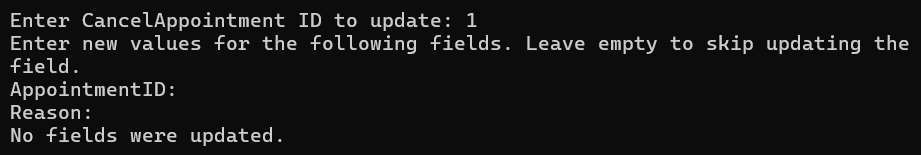 Enter CancelAppointment ID to update: 1
Enter new values for the following fields. Leave empty to skip updating the
field.
AppointmentID:
Reason:
No fields were updated.